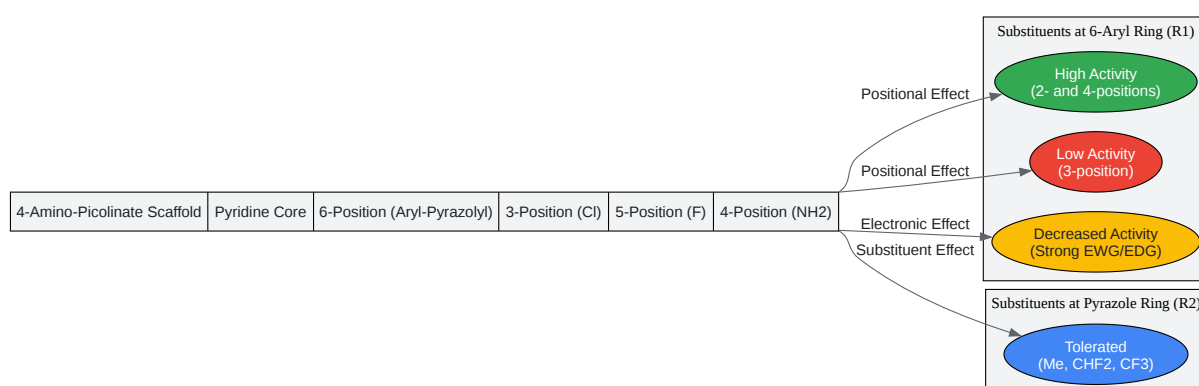 Substituents at 6-Aryl Ring (R1)
High Activity
(2- and 4-positions)
Positional Effect
Low Activity
(3-position)
Positional Effect
4-Amino-Picolinate Scaffold
Pyridine Core
6-Position (Aryl-Pyrazolyl)
3-Position (Cl)
5-Position (F)
4-Position (NH2)
Electronic Effect
Decreased Activity
(Strong EWG/EDG)
Substituent Effect
Substituents at Pyrazole Ring (R2)
Tolerated
(Me, CHF2, CF3)